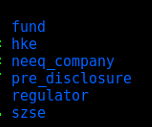 fund
hke
neeq_company
pre_disclosure
regulator
szse